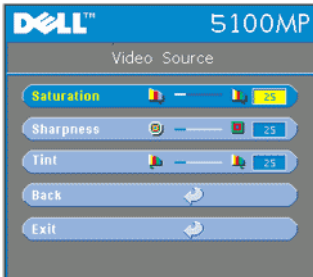 DELL™ 5100MP
Video Source
Saturation 25
Sharpness 25
Tint 25
Back
Exit